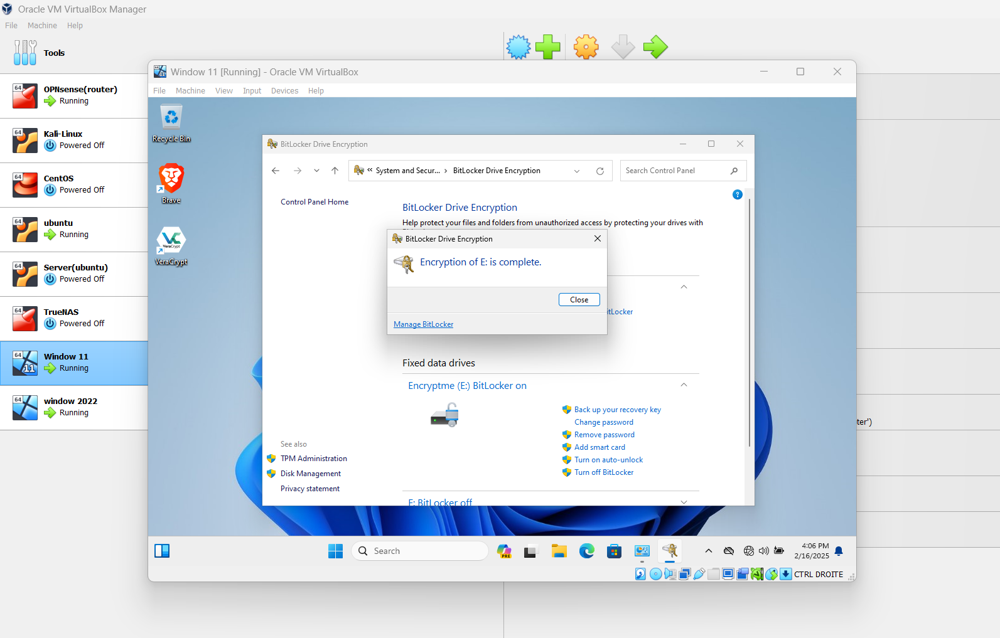 Oracle VM VirtualBox Manager
File Machine Help
Tools
64
OPNsense(router)
Running
64
Kali-Linux
Powered Off
64
CentOS
Powered Off
64
ubuntu
Running
64
Server(ubuntu)
Powered Off
64
TrueNAS
Powered Off
64
11
Window 11
Running
64
window 2022
Running
Window 11 [Running] - Oracle VM VirtualBox
File Machine View Input Devices Help
Recycle Bin
Brave
VeraCrypt
VeraCrypt
BitLocker Drive Encryption
« System and Secur... › BitLocker Drive Encryption
Search Control Panel
?
Control Panel Home
BitLocker Drive Encryption
Help protect your files and folders from unauthorized access by protecting your drives with
BitLocker Drive Encryption
Encryption of E: is complete.
Close
Manage BitLocker
itLocker
Fixed data drives
Encryptme (E:) BitLocker on
Back up your recovery key
Change password
Remove password
Add smart card
Turn on auto-unlock
Turn off BitLocker
See also
TPM Administration
Disk Management
Privacy statement
F: BitLocker off
ter')
Search
PRE
4:06 PM
2/16/2025
CTRL DROITE